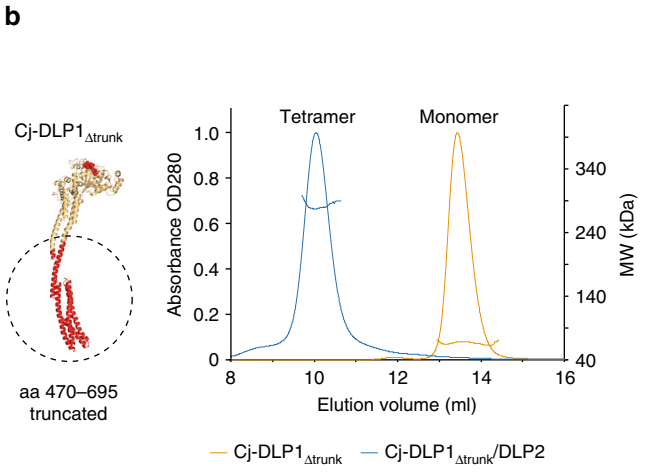 b
Cj-DLP1Δtrunk
aa 470–695
truncated
Tetramer
Monomer
Absorbance OD280
1.0
0.8
0.6
0.4
0.2
0
8
10
12
14
16
Elution volume (ml)
340
240
140
40
MW (kDa)
Cj-DLP1Δtrunk
Cj-DLP1Δtrunk/DLP2